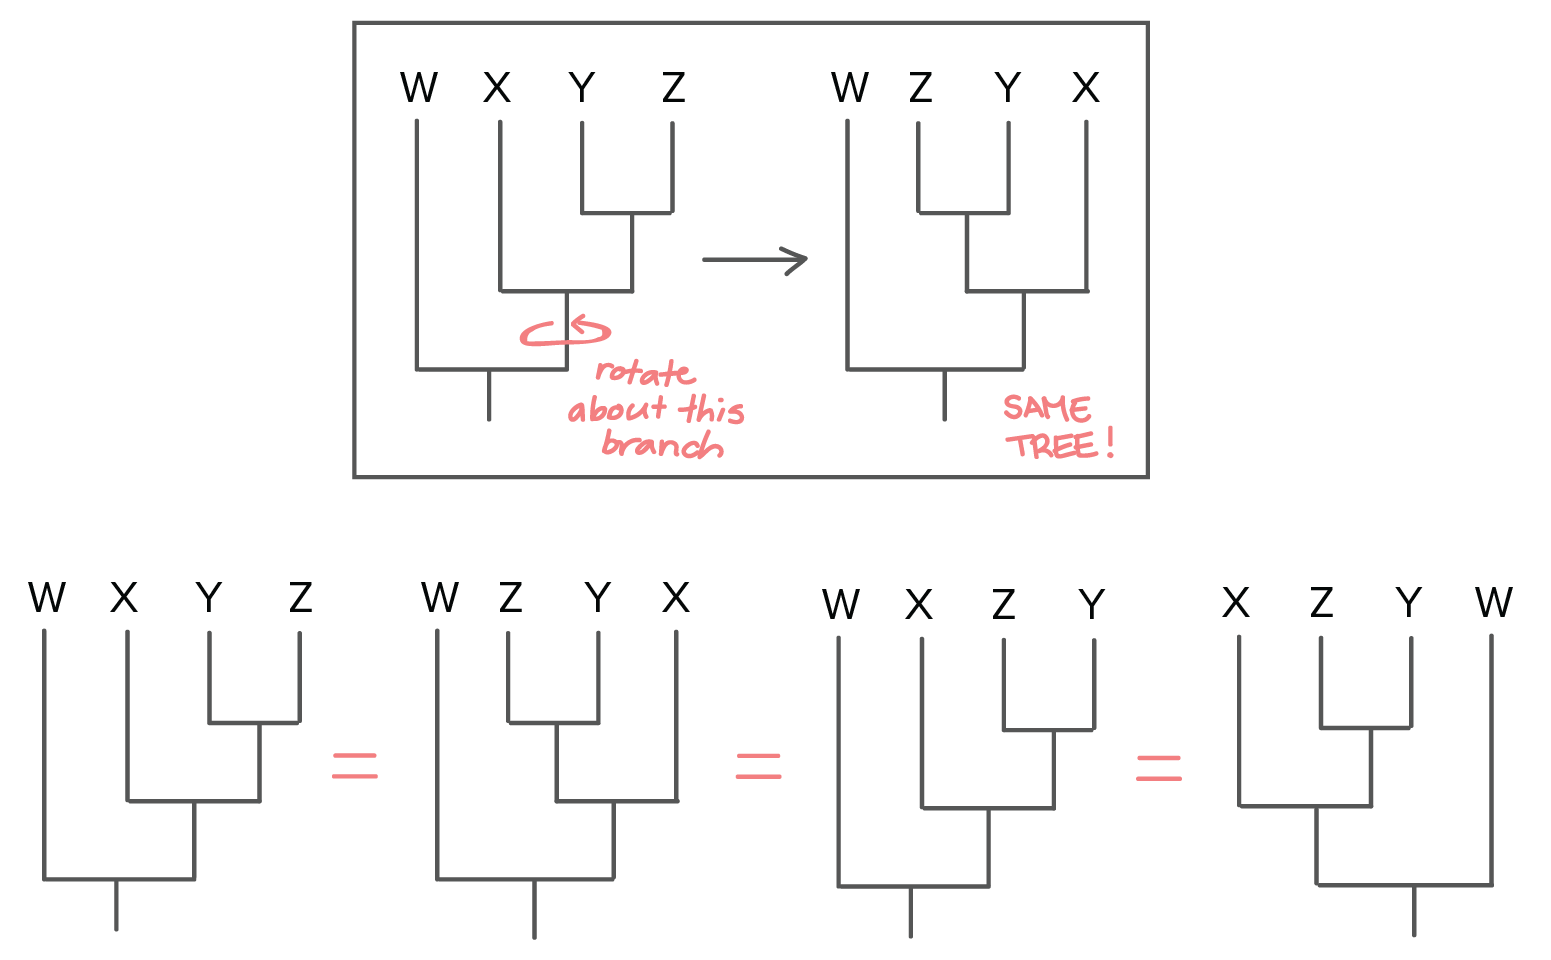 W X Y Z
W Z Y X
rotate
about this
branch
SAME
TREE!
W X Y Z
=
W Z Y X
=
W X Z Y
=
X Z Y W